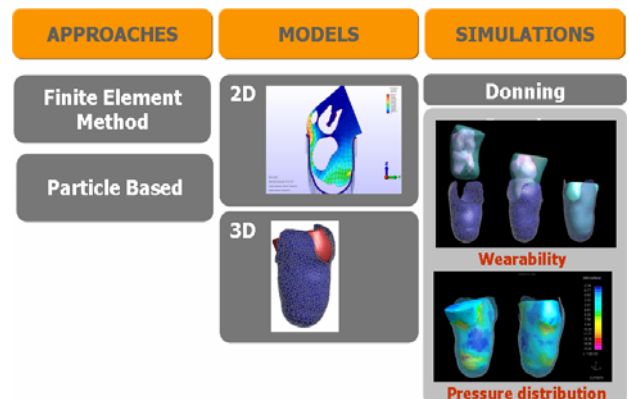 APPROACHES
MODELS
SIMULATIONS
Finite Element
Method
Particle Based
2D
3D
Donning
Wearability
Pressure distribution